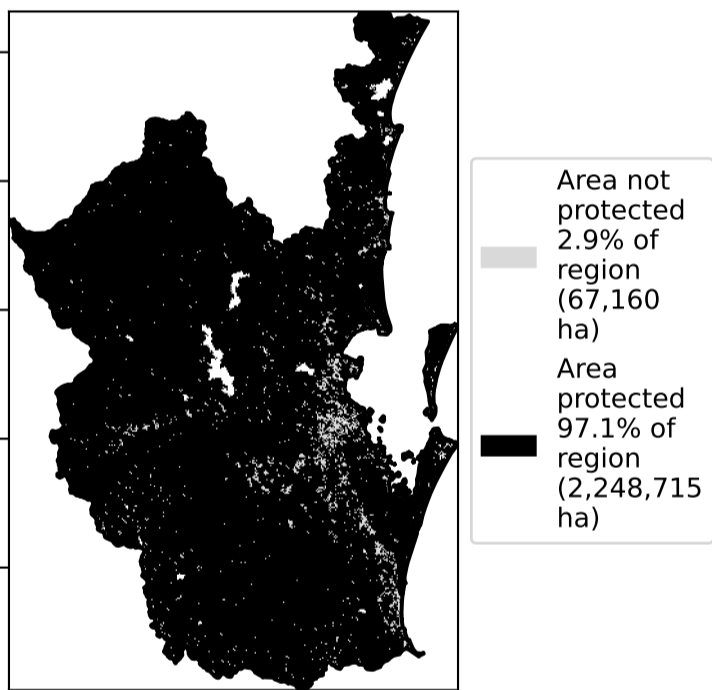 Area not
protected
2.9% of
region
(67,160
ha)
Area
protected
97.1% of
region
(2,248,715
ha)